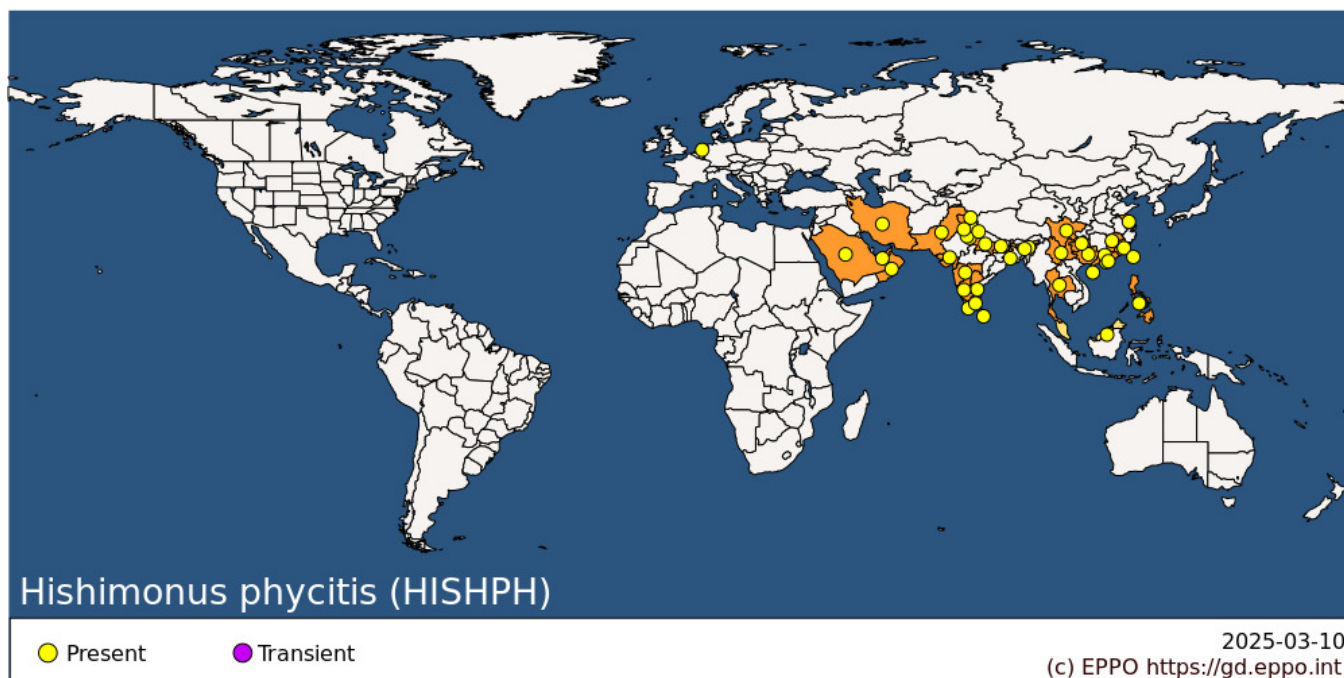 Hishimonus phycitis (HISHPH)
Present
Transient
2025-03-10
(c) EPPO https://gd.eppo.int